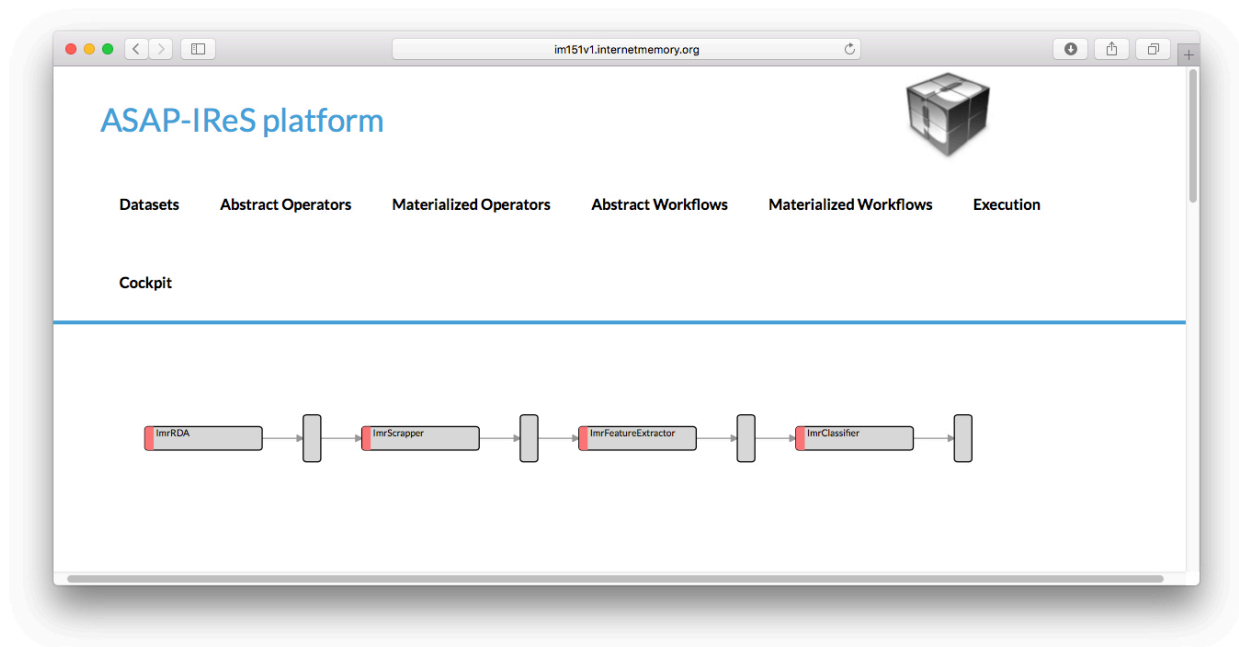 im151v1.internetmemory.org
ASAP-IReS platform
Datasets Abstract Operators Materialized Operators Abstract Workflows Materialized Workflows Execution
Cockpit
ImrRDA ImrScrapper ImrFeatureExtractor ImrClassifier